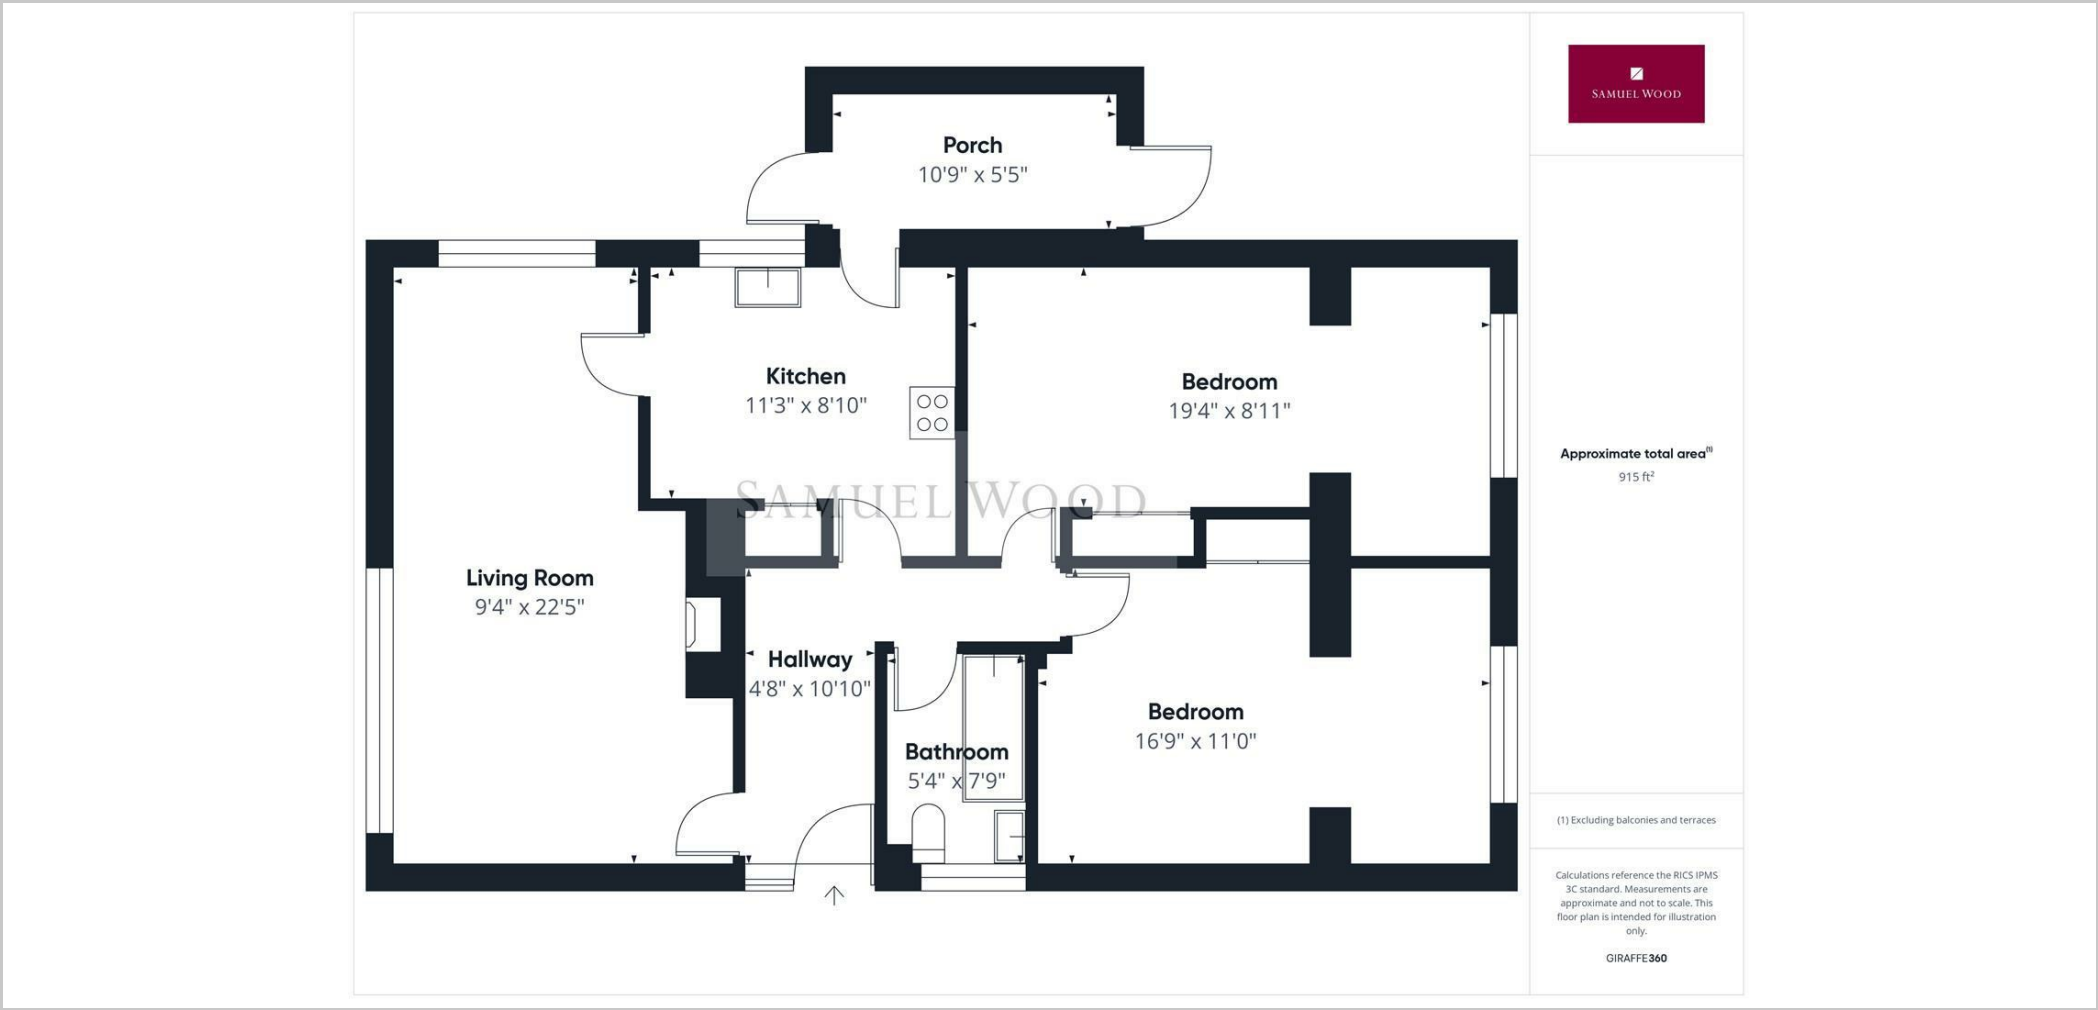 Porch
10'9" x 5'5"
Kitchen
11'3" x 8'10"
Bedroom
19'4" x 8'11"
SAMUEL WOOD
Living Room
9'4" x 22'5"
Hallway
4'8" x 10'10"
Bathroom
5'4" x 7'9"
Bedroom
16'9" x 11'0"
SAMUEL WOOD
Approximate total area(1)
915 ft²
(1) Excluding balconies and terraces
Calculations reference the RICS IPMS
3C standard. Measurements are
approximate and not to scale. This
floor plan is intended for illustration
only.
GIRAFFE360